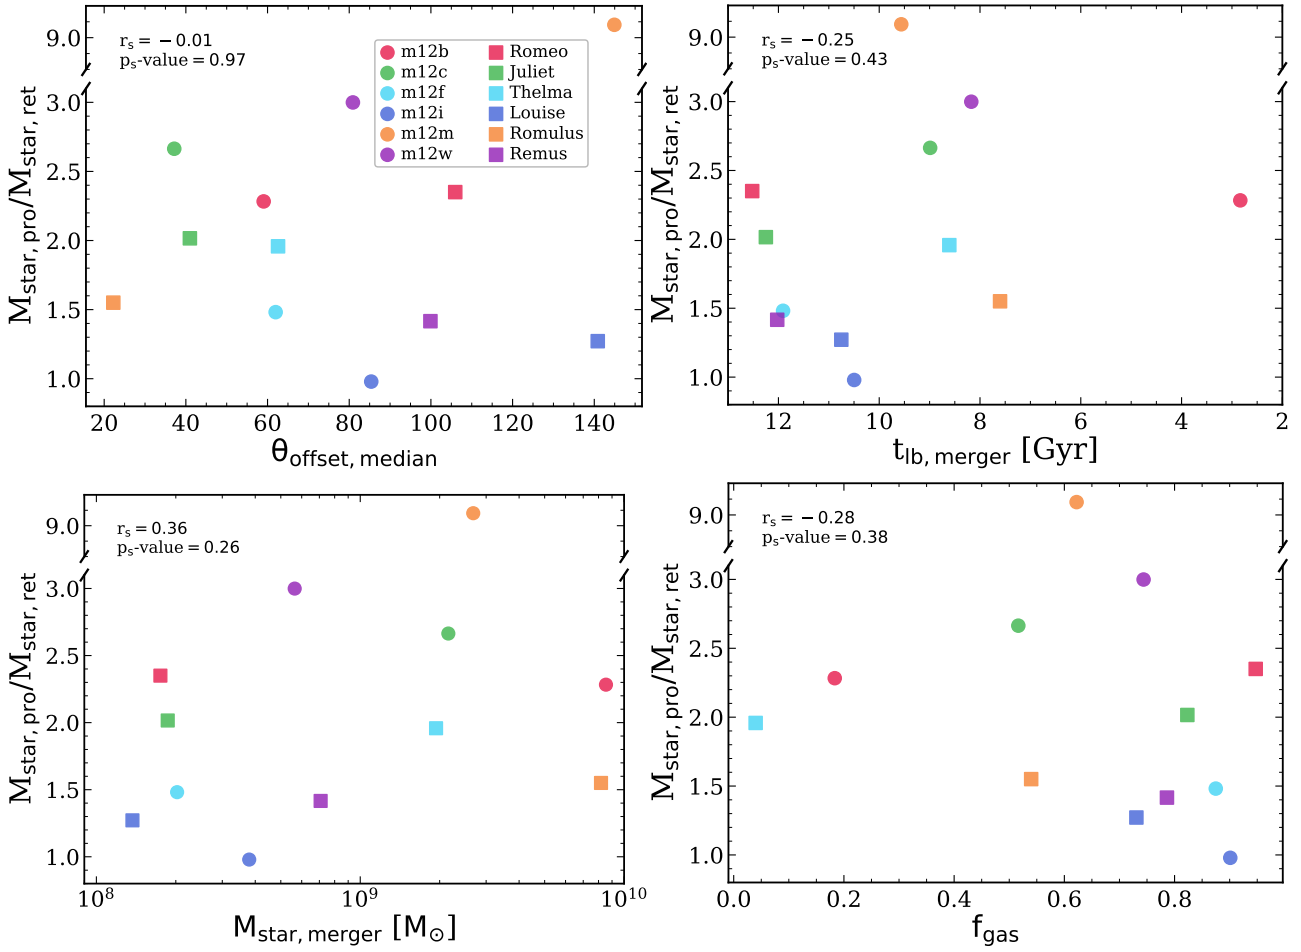 r_s = −0.01
p_s-value = 0.97
m12b
m12c
m12f
m12i
m12m
m12w
Romeo
Juliet
Thelma
Louise
Romulus
Remus
9.0
3.0
2.5
2.0
1.5
1.0
M_star, pro/M_star, ret
20 40 60 80 100 120 140
θ_offset, median
r_s = −0.25
p_s-value = 0.43
9.0
3.0
2.5
2.0
1.5
1.0
M_star, pro/M_star, ret
12 10 8 6 4 2
t_lb, merger [Gyr]
r_s = 0.36
p_s-value = 0.26
9.0
3.0
2.5
2.0
1.5
1.0
M_star, pro/M_star, ret
10^8 10^9 10^10
M_star, merger [M_⊙]
r_s = −0.28
p_s-value = 0.38
9.0
3.0
2.5
2.0
1.5
1.0
M_star, pro/M_star, ret
0.0 0.2 0.4 0.6 0.8
f_gas